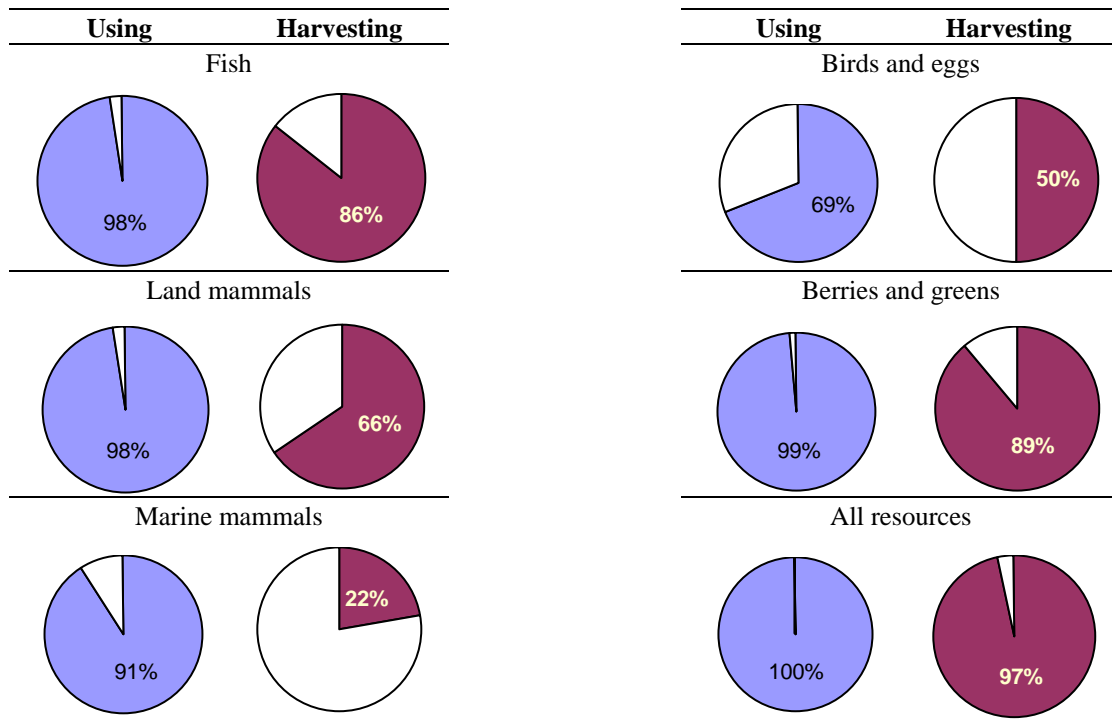 Using Harvesting
Fish
98% 86%
Land mammals
98% 66%
Marine mammals
91% 22%
Using Harvesting
Birds and eggs
69% 50%
Berries and greens
99% 89%
All resources
100% 97%